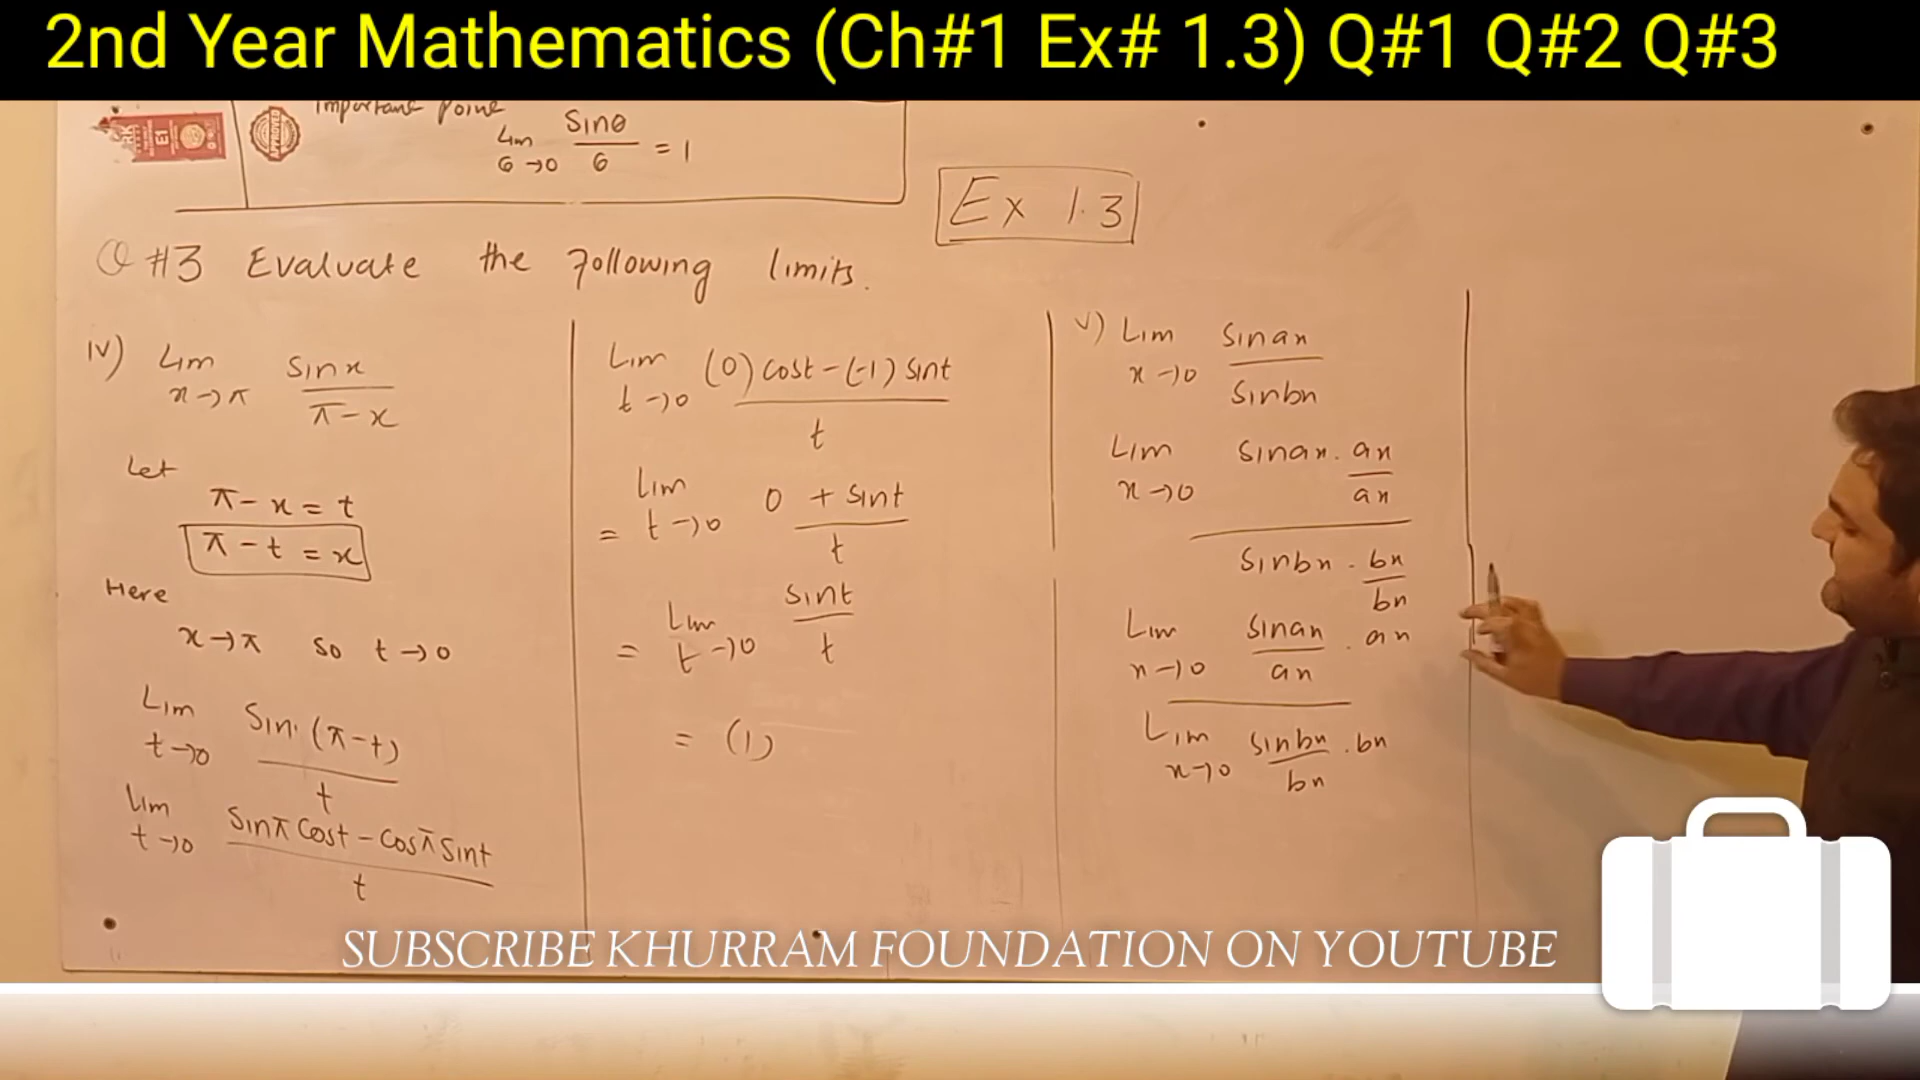 2nd Year Mathematics (Ch#1 Ex# 1.3) Q#1 Q#2 Q#3
Important Point
Lim θ→0 Sinθ/θ = 1
APPROVED
E1
Ex 1.3
Q #3 Evaluate the following limits.
iv) Lim x→π Sinx/π-x
Let
π-x = t
π-t = x
Here
x→π so t→0
Lim t→0 Sin (π-t)/t
Lim t→0 Sinπ Cost - Cosπ Sint/t
Lim t→0 (0) Cost - (-1) Sint/t
= Lim t→0 0 + Sint/t
= Lim t→0 Sint/t
= (1)
v) Lim x→0 Sinax/Sinbx
Lim x→0 Sinax . ax/ax
Sinbx . bx/bx
Lim x→0 Sinax/ax . ax
Lim x→0 Sinbx/bx . bx
SUBSCRIBE KHURRAM FOUNDATION ON YOUTUBE